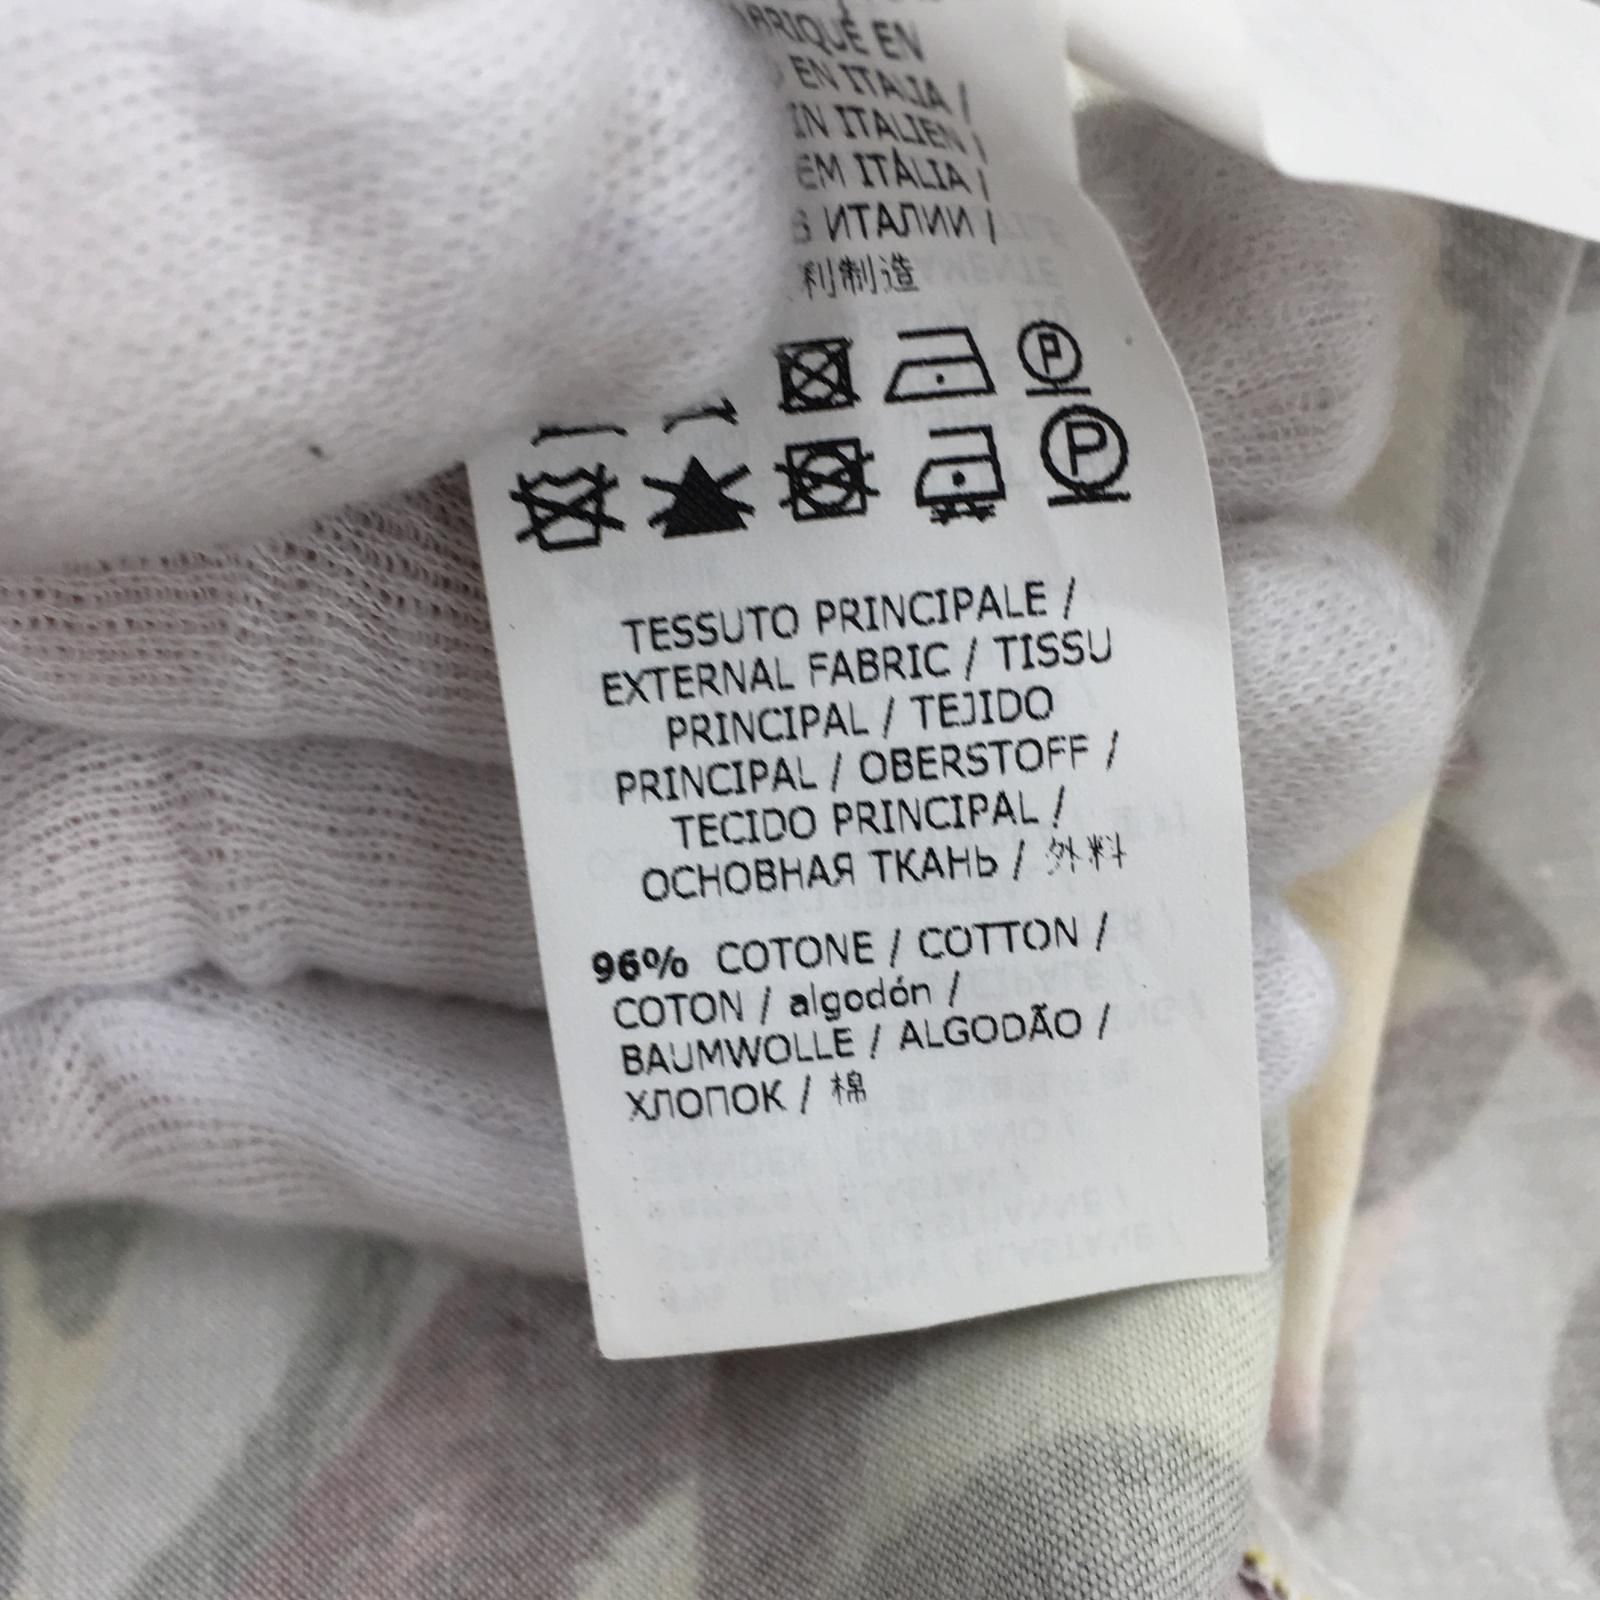 EN
EN ITALIA /
IN ITALIEN /
EM ITÁLIA /
ИТАЛИИ /
利制造
TESSUTO PRINCIPALE /
EXTERNAL FABRIC / TISSU
PRINCIPAL / TEJIDO
PRINCIPAL / OBERSTOFF /
TECIDO PRINCIPAL /
ОСНОВНАЯ ТКАНЬ / 外料
96% COTONE / COTTON /
COTON / algodón /
BAUMWOLLE / ALGODÃO /
ХЛОПОК / 棉